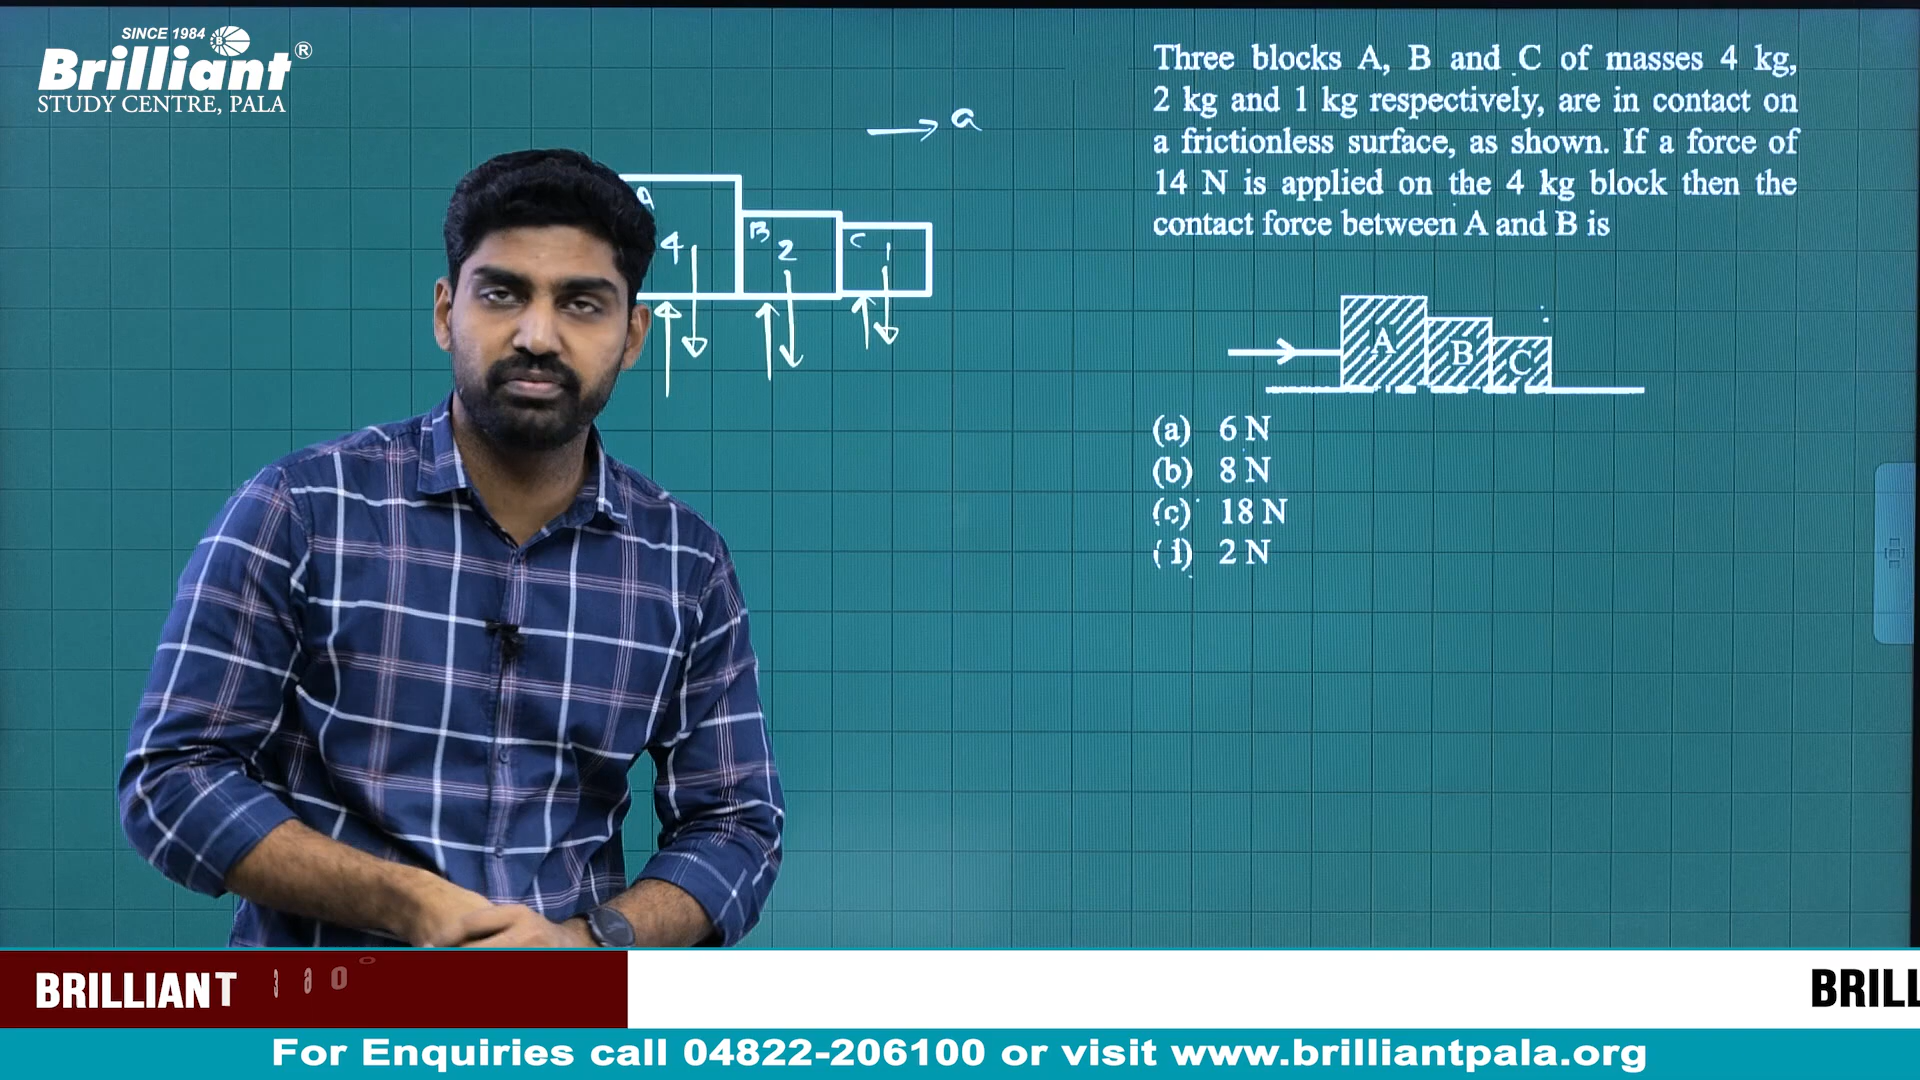 SINCE 1984
Brilliant®
STUDY CENTRE, PALA
a
A
4
B
2
C
1
Three blocks A, B and C of masses 4 kg,
2 kg and 1 kg respectively, are in contact on
a frictionless surface, as shown. If a force of
14 N is applied on the 4 kg block then the
contact force between A and B is
A
B
C
(a) 6 N
(b) 8 N
(c) 18 N
(d) 2 N
BRILLIANT
BRILL
For Enquiries call 04822-206100 or visit www.brilliantpala.org